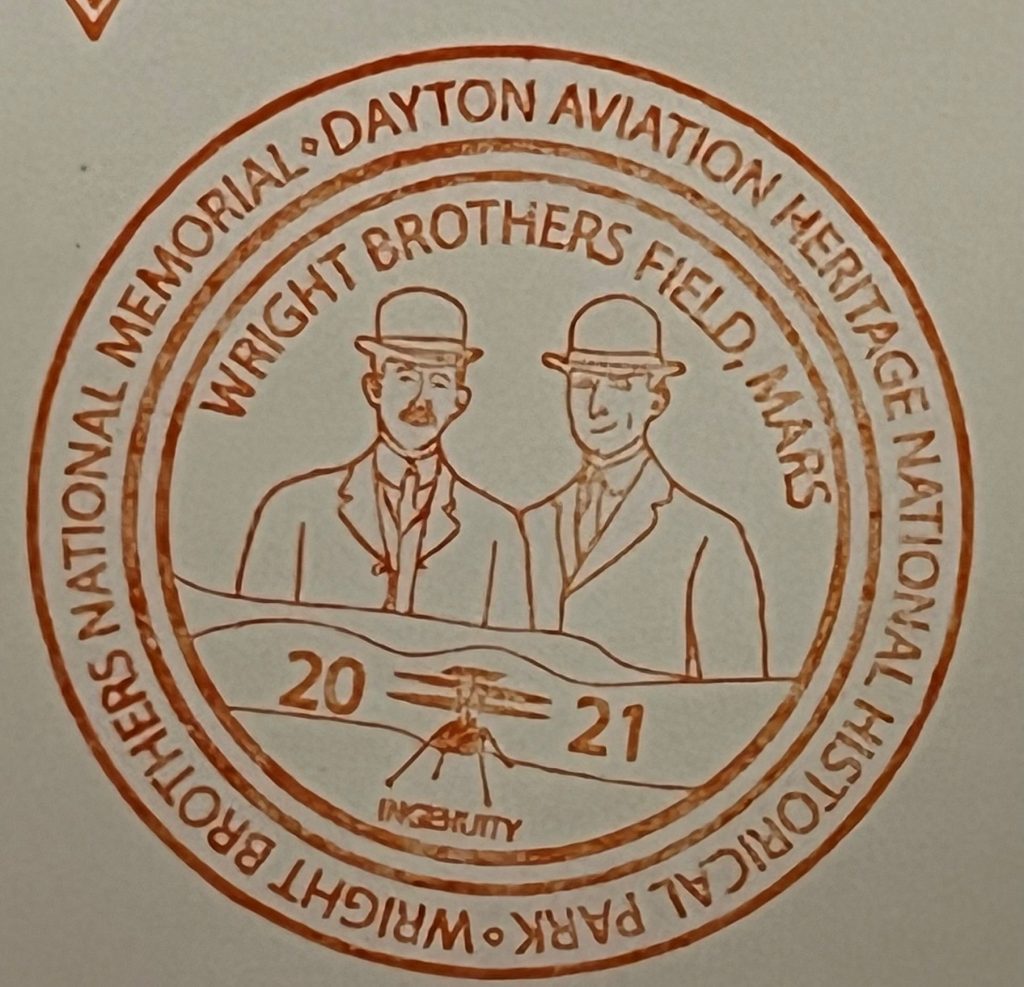 WRIGHT BROTHERS NATIONAL MEMORIAL • DAYTON AVIATION HERITAGE NATIONAL HISTORICAL PARK •
WRIGHT BROTHERS FIELD, MARS
20 21
INGENUITY